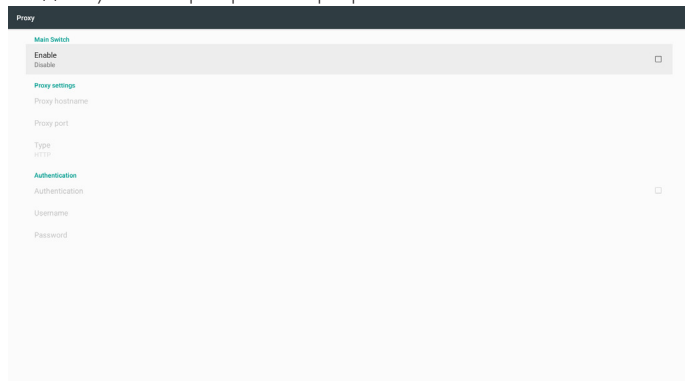 Proxy
Main Switch
Enable
Disable
Proxy settings
Proxy hostname
Proxy port
Type
HTTP
Authentication
Authentication
Username
Password